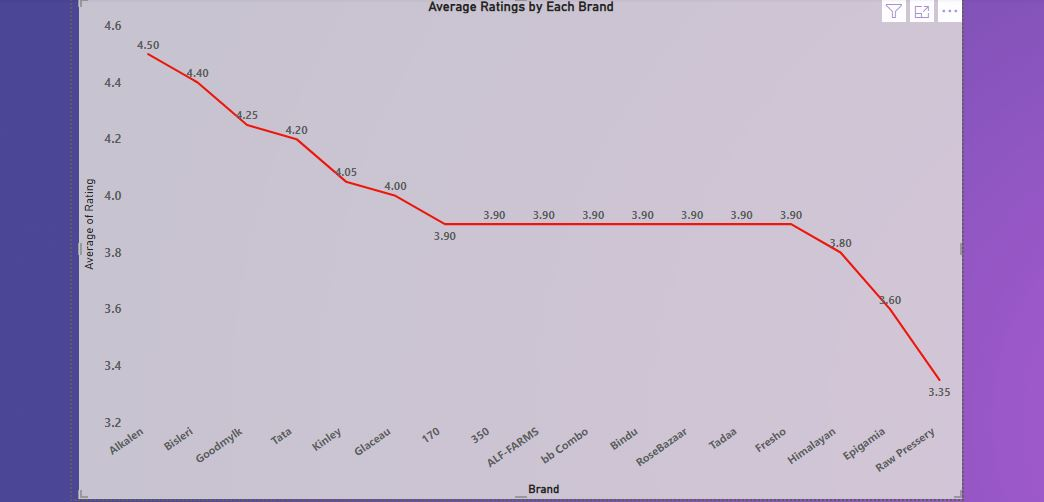 Average Ratings by Each Brand
4.6
4.4
4.2
4.0
3.8
3.6
3.4
3.2
Average of Rating
4.50
4.40
4.25
4.20
4.05
4.00
3.90
3.90
3.90
3.90
3.90
3.90
3.90
3.90
3.80
3.60
3.35
Alkalen
Bisleri
Goodmylk
Tata
Kinley
Glaceau
170
350
ALF-FARMS
bb Combo
Bindu
RoseBazaar
Tadaa
Fresho
Himalayan
Epigamia
Raw Pressery
Brand